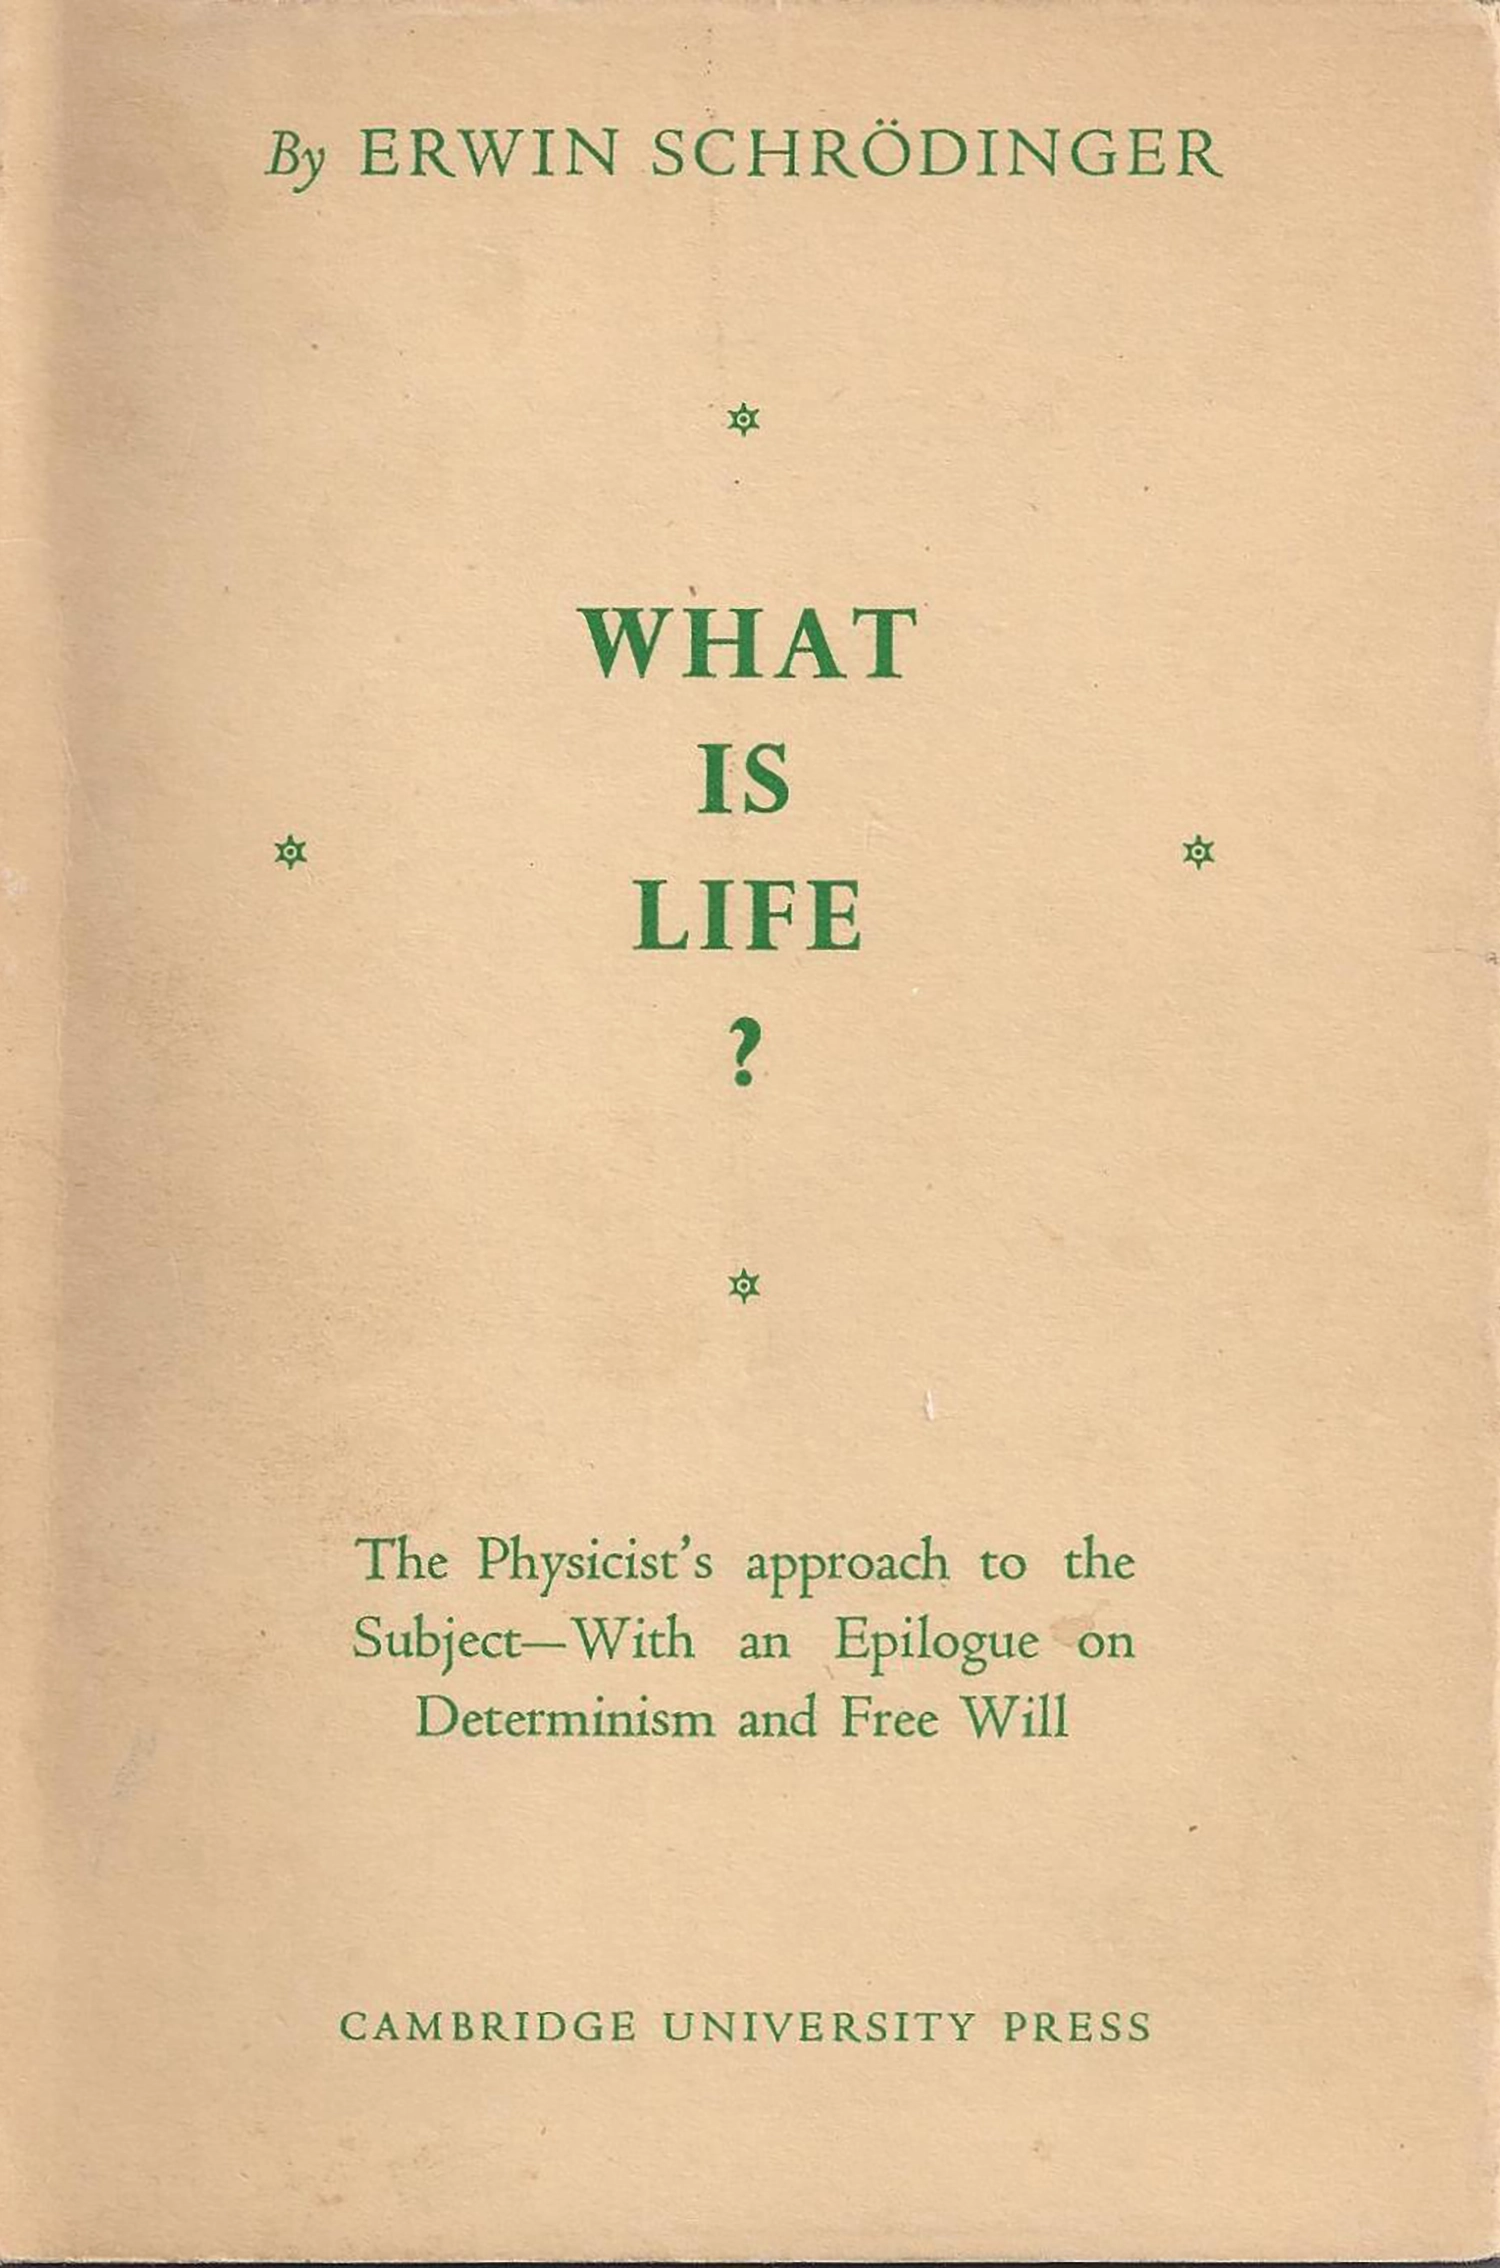 By ERWIN SCHRÖDINGER
WHAT
IS
LIFE
?
The Physicist's approach to the
Subject—With an Epilogue on
Determinism and Free Will
CAMBRIDGE UNIVERSITY PRESS